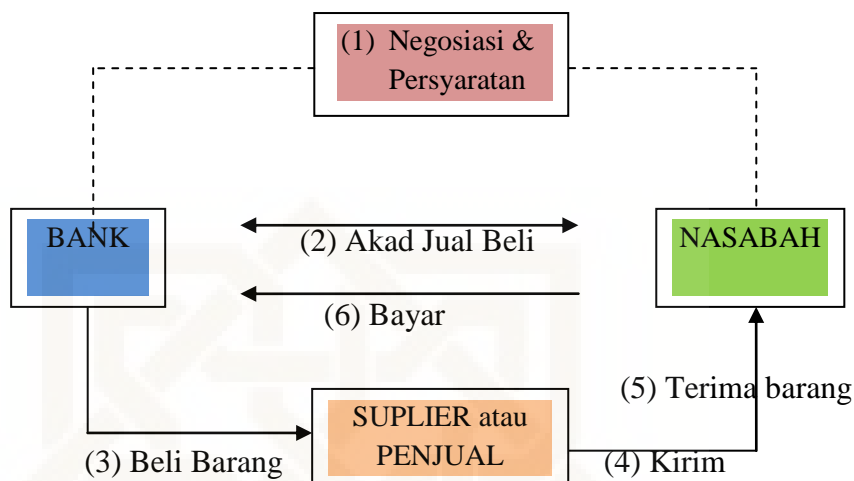 (1) Negosiasi &
Persyaratan
BANK
(2) Akad Jual Beli
NASABAH
(6) Bayar
(5) Terima barang
SUPLIER atau
PENJUAL
(3) Beli Barang
(4) Kirim